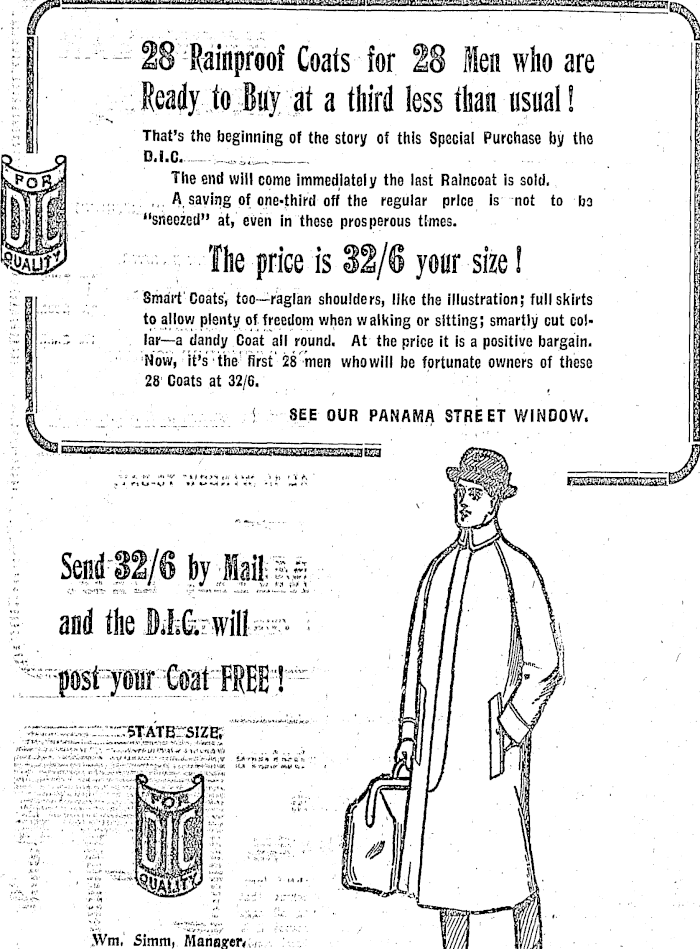 28 Rainproof Coats for 28 Men who are
Ready to Buy at a third less than usual!
That's the beginning of the story of this Special Purchase by the
D.I.C.
The end will come immediately the last Raincoat is sold.
A saving of one-third off the regular price is not to be
"sneezed" at, even in these prosperous times.
FOR
DIC
QUALITY
The price is 32/6 your size!
Smart Coats, too—raglan shoulders, like the illustration; full skirts
to allow plenty of freedom when walking or sitting; smartly cut col-
lar—a dandy Coat all round. At the price it is a positive bargain.
Now, it's the first 28 men who will be fortunate owners of these
28 Coats at 32/6.
SEE OUR PANAMA STREET WINDOW.
Send 32/6 by Mail
and the D.I.C. will
post your Coat FREE!
STATE SIZE.
FOR
DIC
QUALITY
Wm. Simm, Manager.